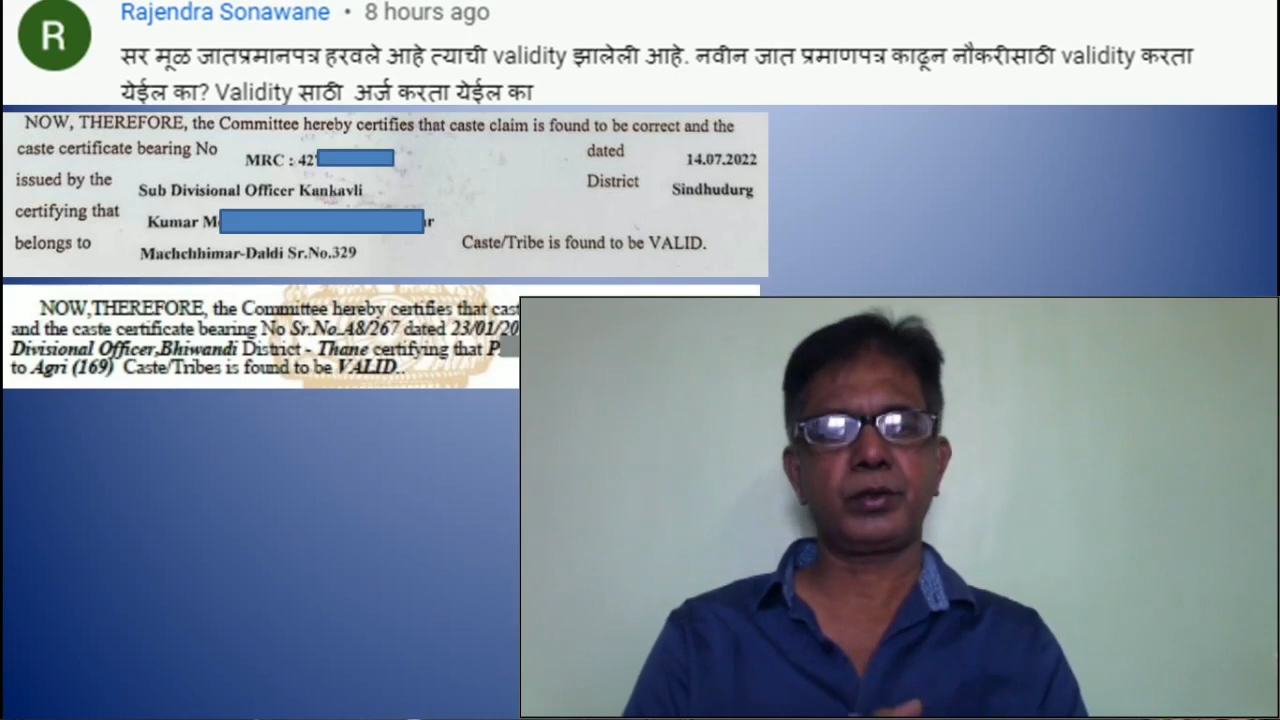 R
Rajendra Sonawane • 8 hours ago
सर मूळ जातप्रमानपत्र हरवले आहे त्याची validity झालेली आहे. नवीन जात प्रमाणपत्र काढून नौकरीसाठी validity करता
येईल का? Validity साठी अर्ज करता येईल का
NOW, THEREFORE, the Committee hereby certifies that caste claim is found to be correct and the
caste certificate bearing No MRC : 42 dated 14.07.2022
issued by the Sub Divisional Officer Kankavli District Sindhudurg
certifying that Kumar
belongs to Machchhimar-Daldi Sr.No.329 Caste/Tribe is found to be VALID.
NOW,THEREFORE, the Committee hereby certifies that cast
and the caste certificate bearing No Sr.No.A8/267 dated 23/01/20
Divisional Officer,Bhiwandi District - Thane certifying that P
to Agri (169) Caste/Tribes is found to be VALID..